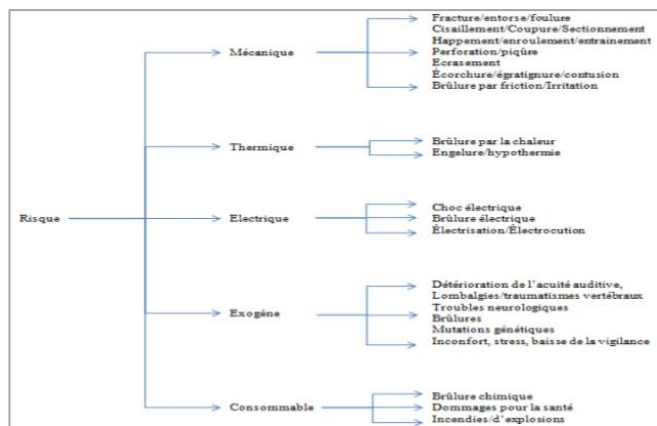 Risque
Mécanique
Fracture/entorse/foulure
Cisaillement/Coupure/Sectionnement
Happement/enroulement/entrainement
Perforation/piqûre
Ecrasement
Écorchure/égratignure/contusion
Brûlure par friction/Irritation
Thermique
Brûlure par la chaleur
Engelure/hypothermie
Electrique
Choc électrique
Brûlure électrique
Électrisation/Électrocution
Exogène
Détérioration de l'acuité auditive,
Lombalgies/traumatismes vertébraux
Troubles neurologiques
Brûlures
Mutations génétiques
Inconfort, stress, baisse de la vigilance
Consommable
Brûlure chimique
Dommages pour la santé
Incendies/d'explosions